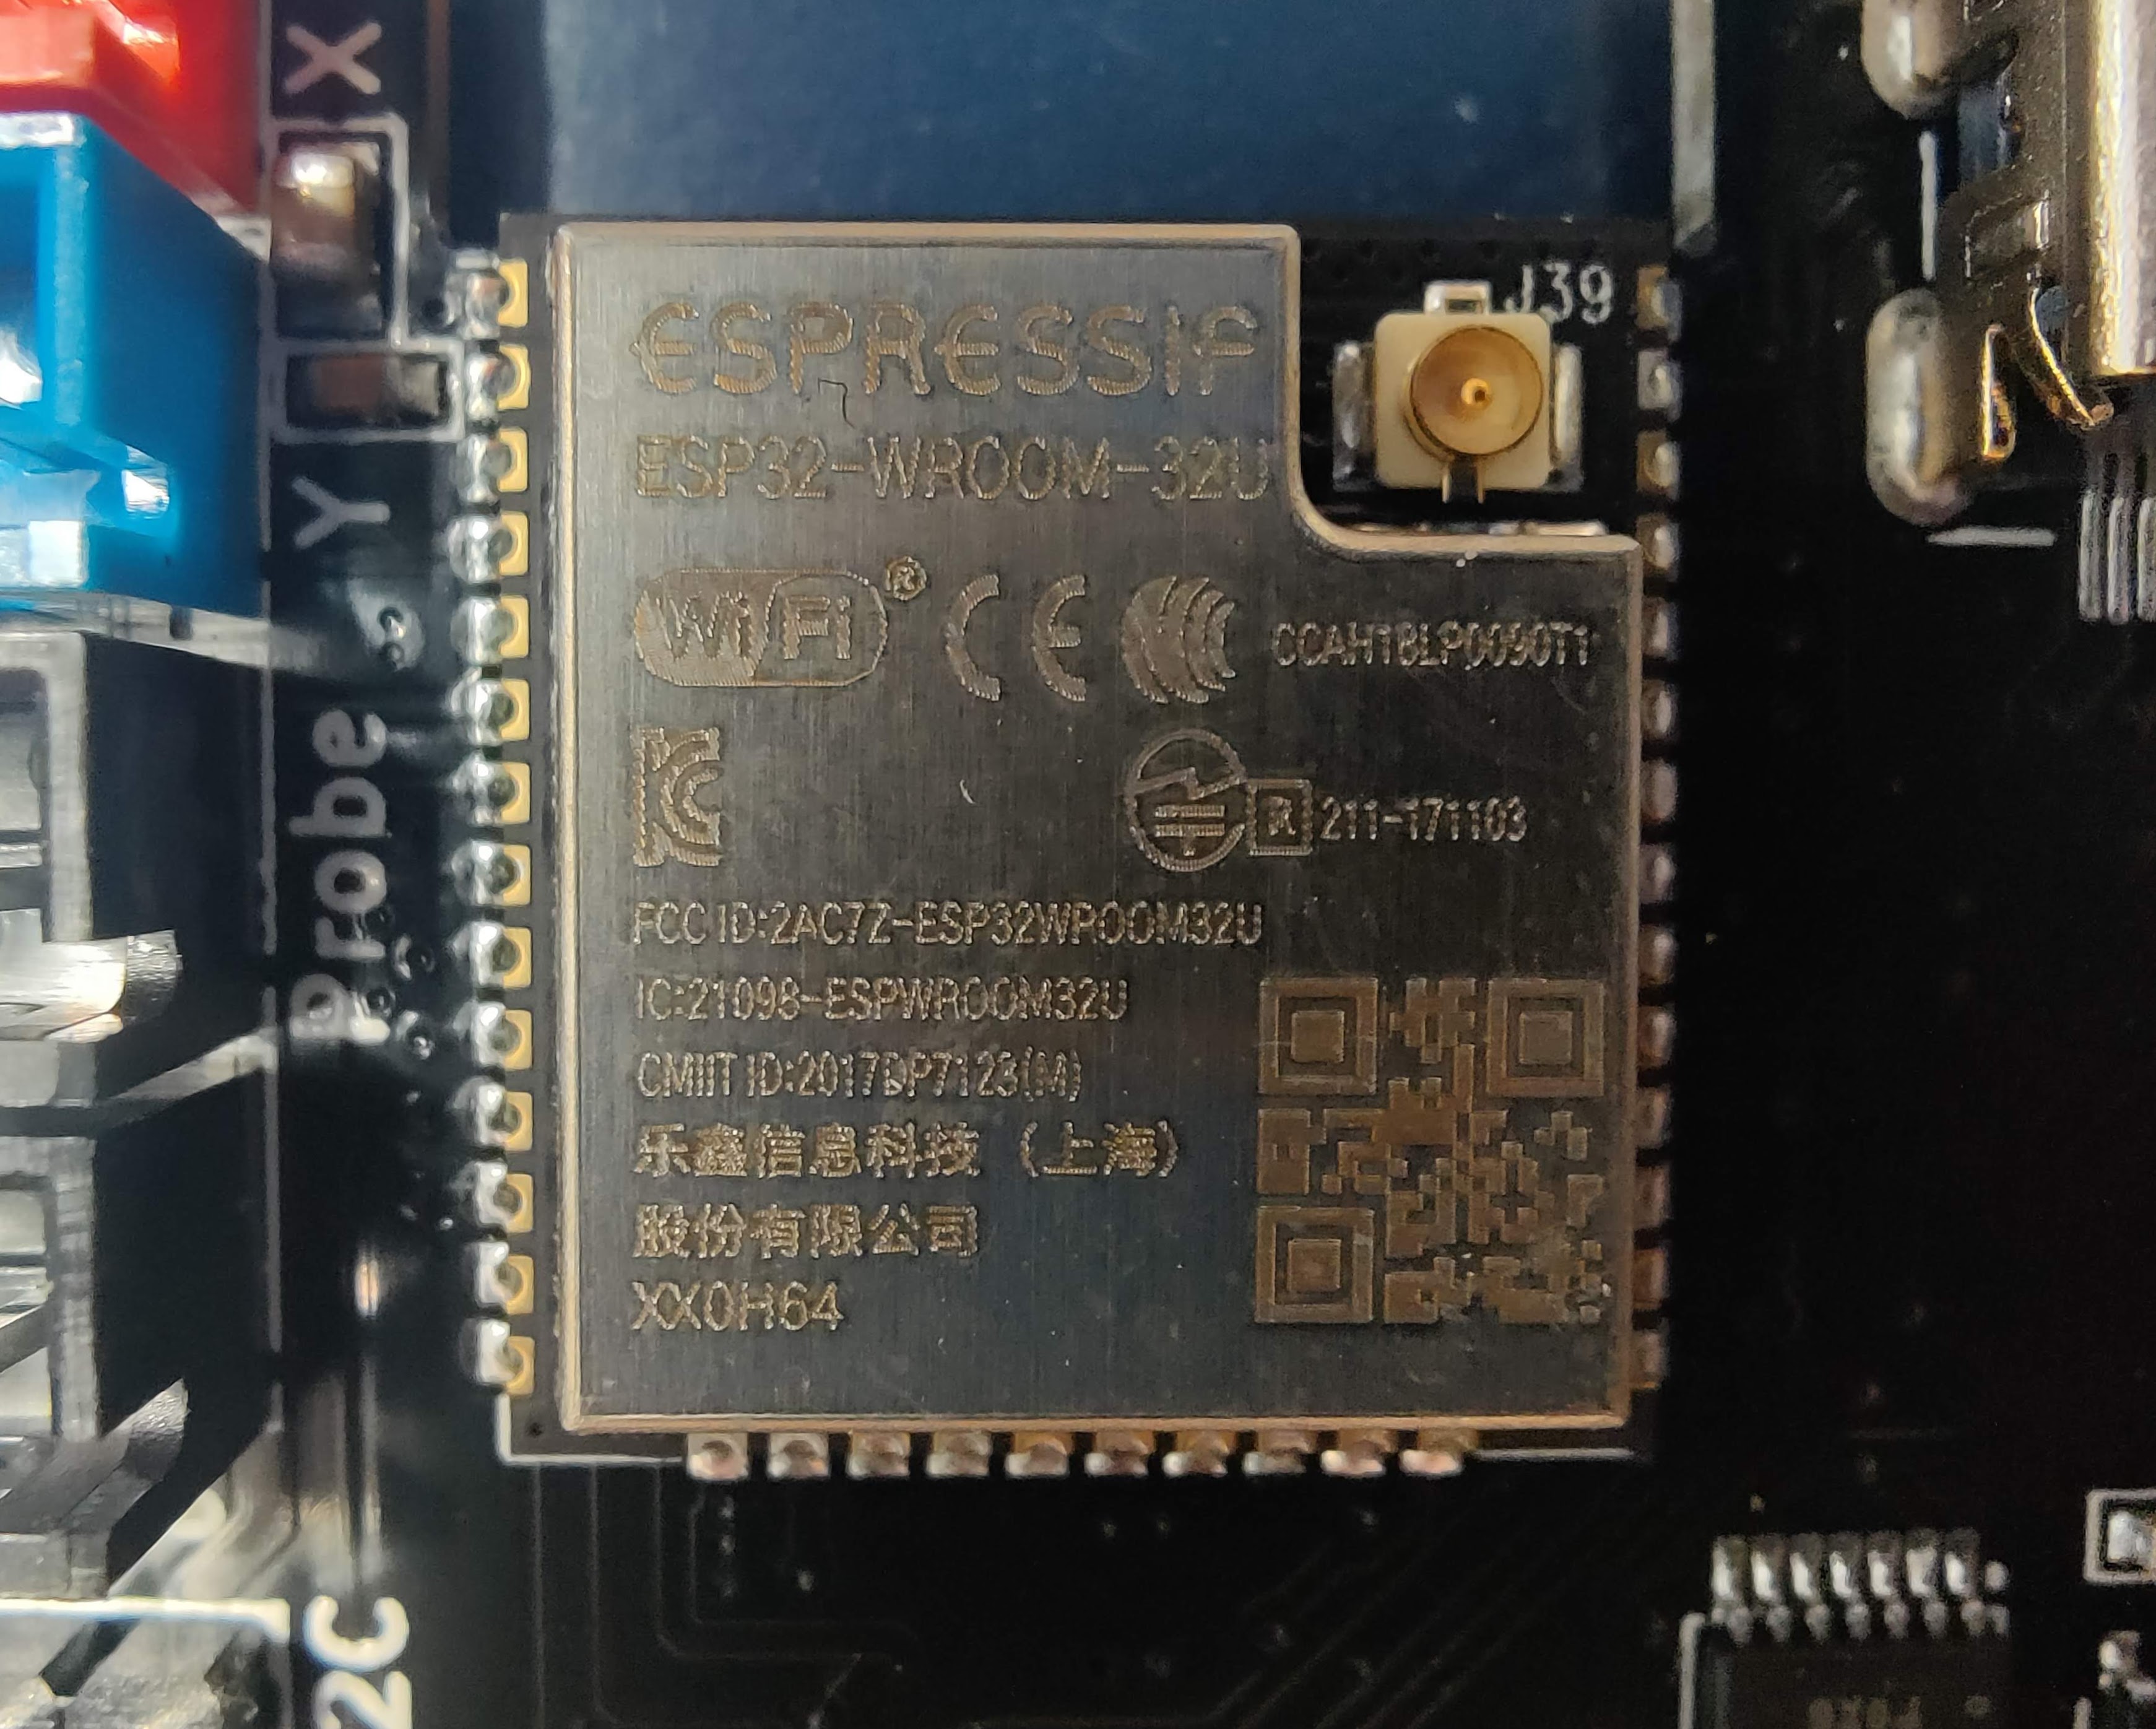 X
J39
ESPRESSIF
ESP32-WROOM-32U
Y
WiFi®
CE
CCAH18LP0090T1
KC
R 211-171103
Probe
FCC ID:2AC7Z-ESP32WROOM32U
IC:21098-ESPWROOM32U
CMIIT ID:2017DP7123(M)
乐鑫信息科技（上海）
股份有限公司
XX0H64
2C